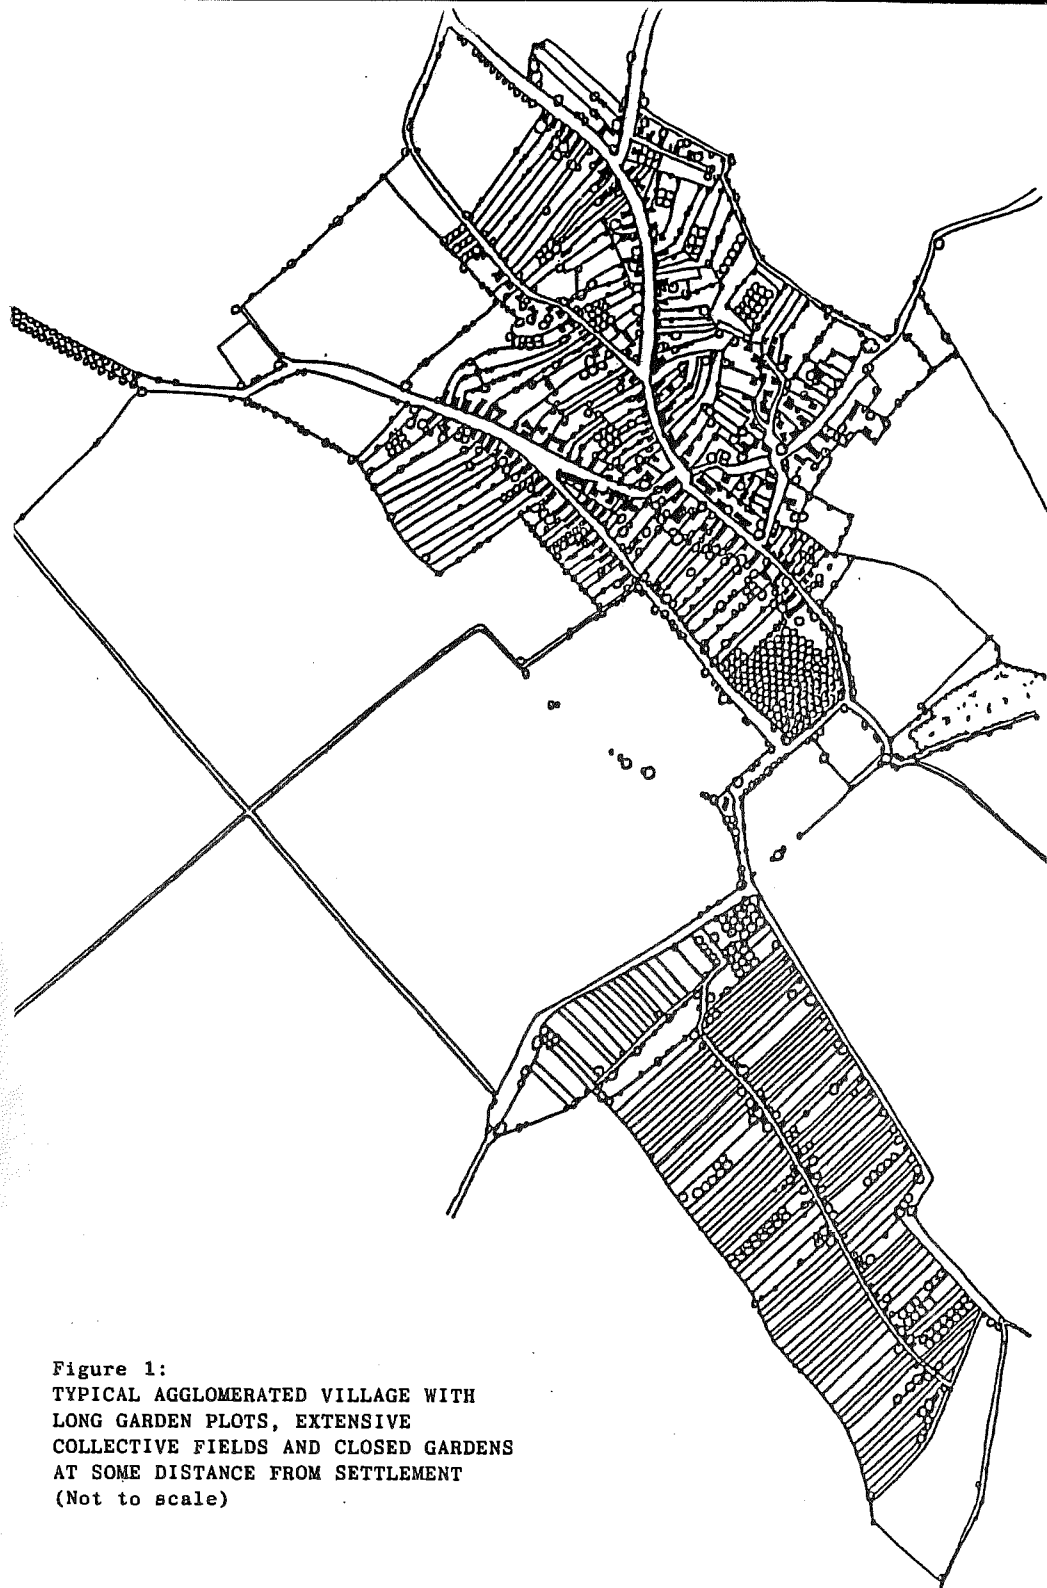 Figure 1:
TYPICAL AGGLOMERATED VILLAGE WITH
LONG GARDEN PLOTS, EXTENSIVE
COLLECTIVE FIELDS AND CLOSED GARDENS
AT SOME DISTANCE FROM SETTLEMENT
(Not to scale)